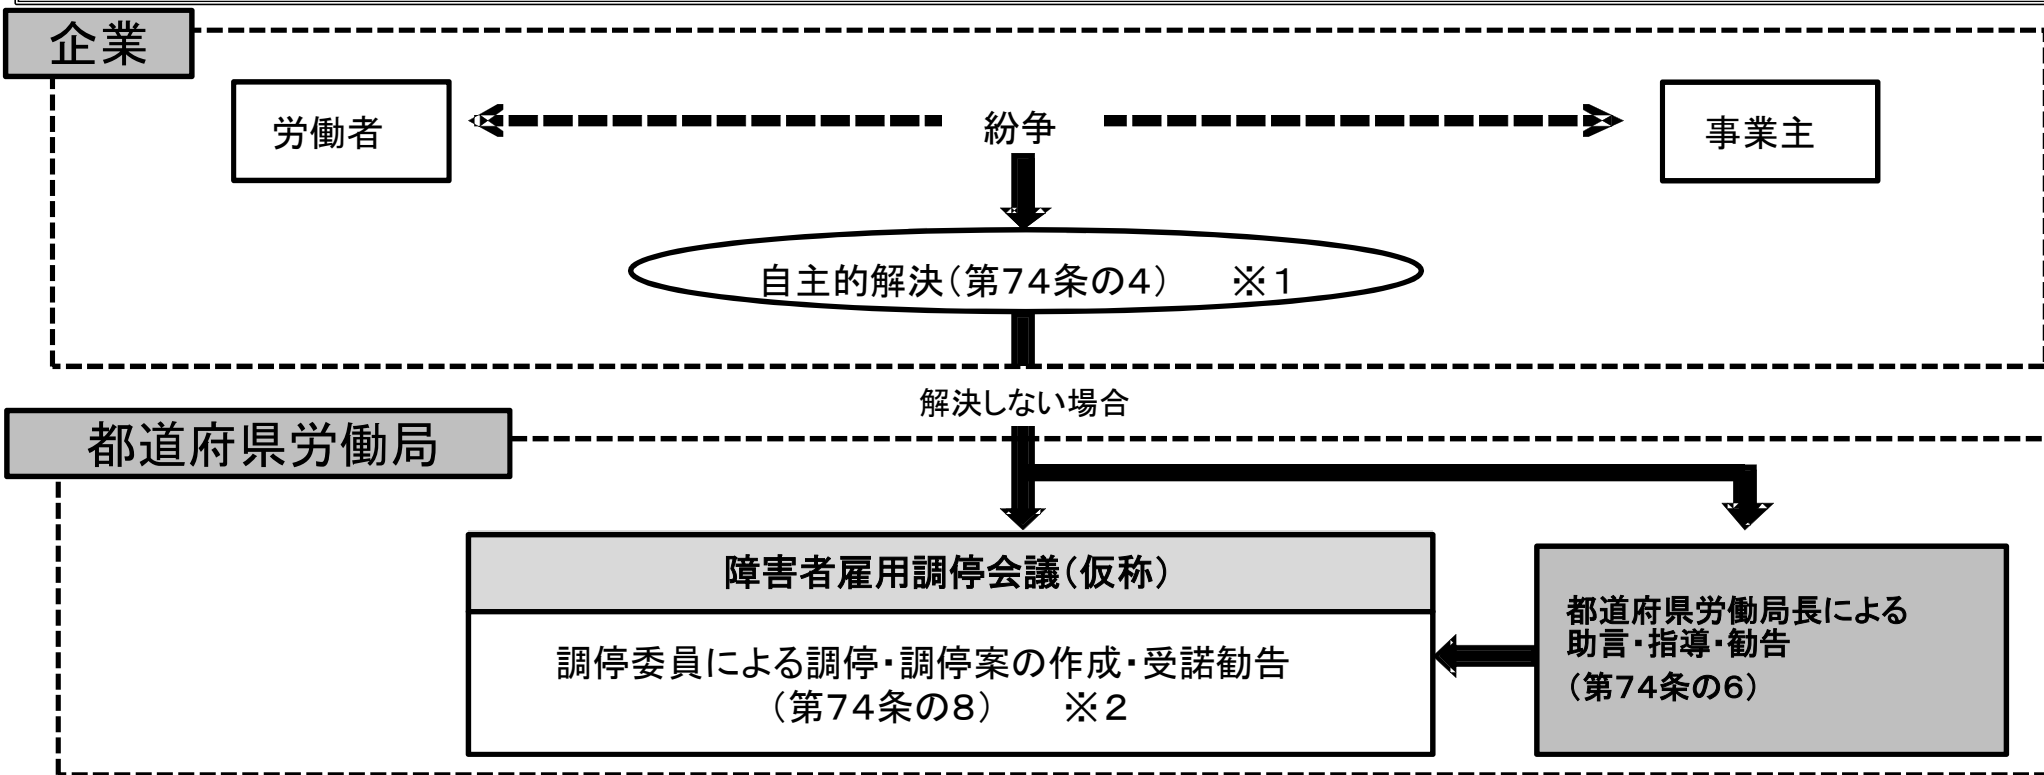 企業
労働者
紛争
事業主
自主的解決(第74条の4) ※1
解決しない場合
都道府県労働局
障害者雇用調停会議(仮称)
調停委員による調停・調停案の作成・受諾勧告
(第74条の8) ※2
都道府県労働局長による
助言・指導・勧告
(第74条の6)